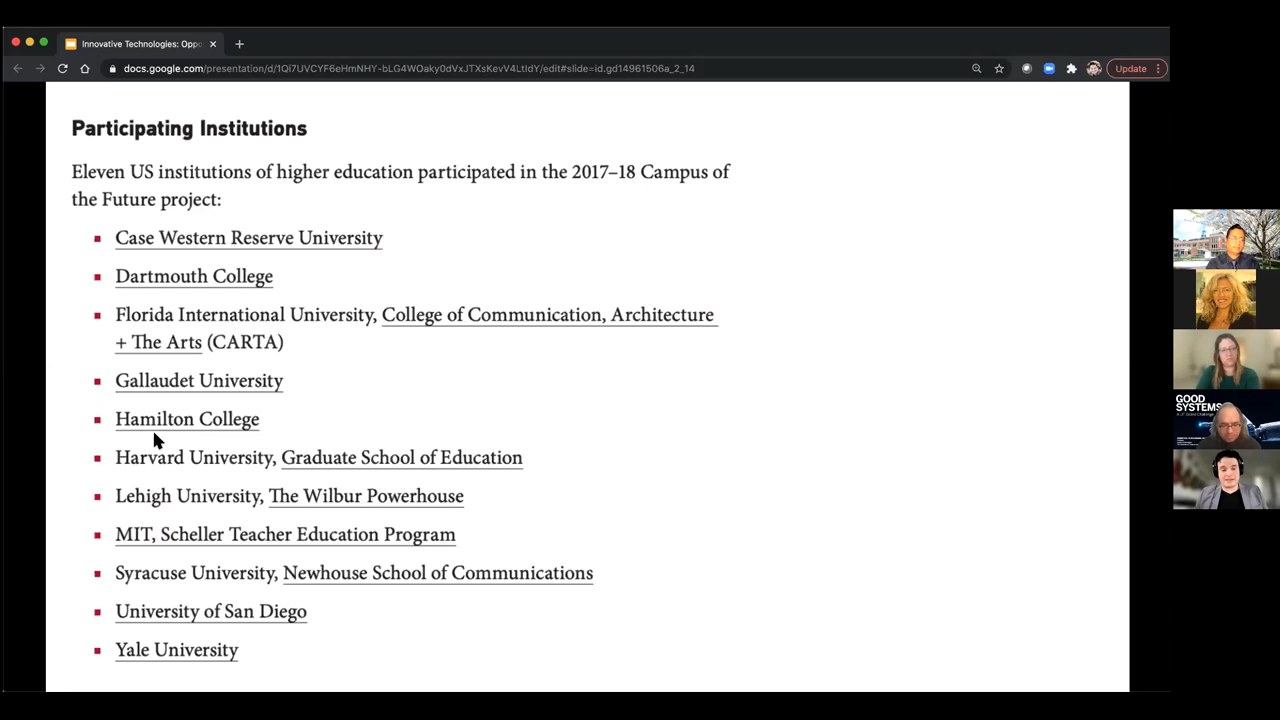 Innovative Technologies: Oppo
docs.google.com/presentation/d/1Qi7UVCYF6eHmNHY-bLG4WOaky0dVxJTXsKevV4LtIdY/edit#slide=id.gd14961506a_2_14
Update
Participating Institutions
Eleven US institutions of higher education participated in the 2017–18 Campus of
the Future project:
Case Western Reserve University
Dartmouth College
Florida International University, College of Communication, Architecture
+ The Arts (CARTA)
Gallaudet University
Hamilton College
Harvard University, Graduate School of Education
Lehigh University, The Wilbur Powerhouse
MIT, Scheller Teacher Education Program
Syracuse University, Newhouse School of Communications
University of San Diego
Yale University
GOOD
SYSTEMS